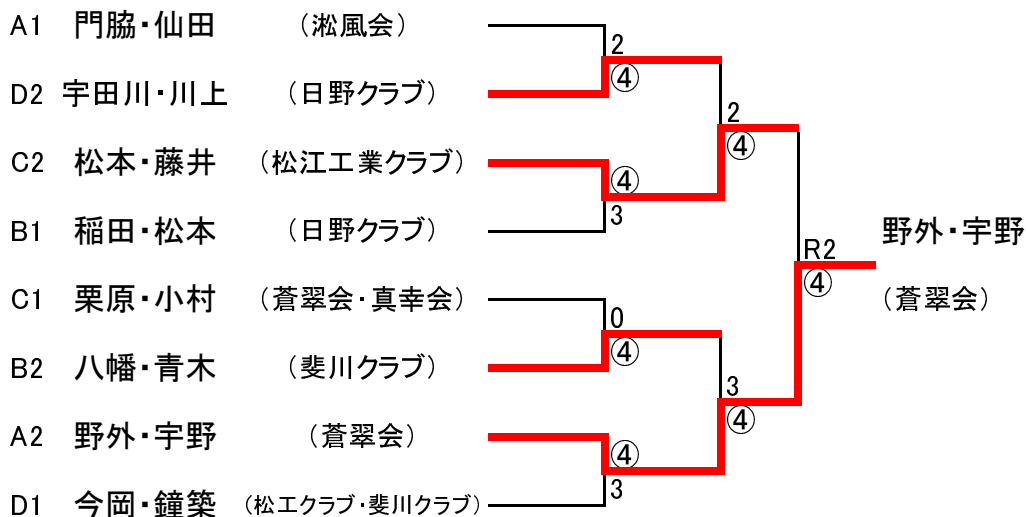 A1 門脇・仙田 (淞風会)
2
④
D2 宇田川・川上 (日野クラブ)
2
④
C2 松本・藤井 (松江工業クラブ)
④
3
B1 稲田・松本 (日野クラブ)
R2
④
野外・宇野
(蒼翠会)
C1 栗原・小村 (蒼翠会・真幸会)
0
④
B2 八幡・青木 (斐川クラブ)
3
④
A2 野外・宇野 (蒼翠会)
④
3
D1 今岡・鐘築 (松エクラブ・斐川クラブ)